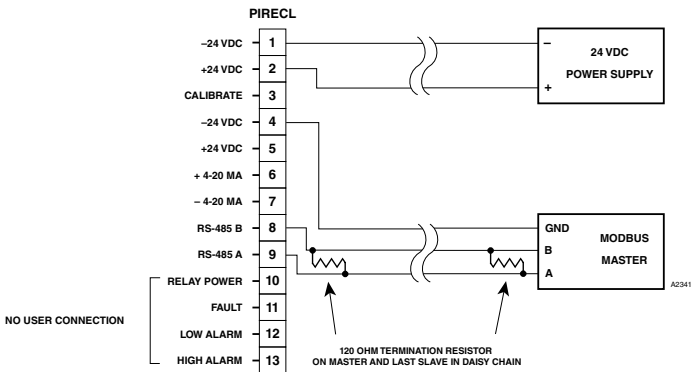 PIRECL
–24 VDC 1
+24 VDC 2
CALIBRATE 3
–24 VDC 4
+24 VDC 5
+ 4-20 MA 6
– 4-20 MA 7
RS-485 B 8
RS-485 A 9
RELAY POWER 10
FAULT 11
LOW ALARM 12
HIGH ALARM 13
NO USER CONNECTION
–
24 VDC
POWER SUPPLY
+
GND
B
A
MODBUS
MASTER
A2341
120 OHM TERMINATION RESISTOR
ON MASTER AND LAST SLAVE IN DAISY CHAIN